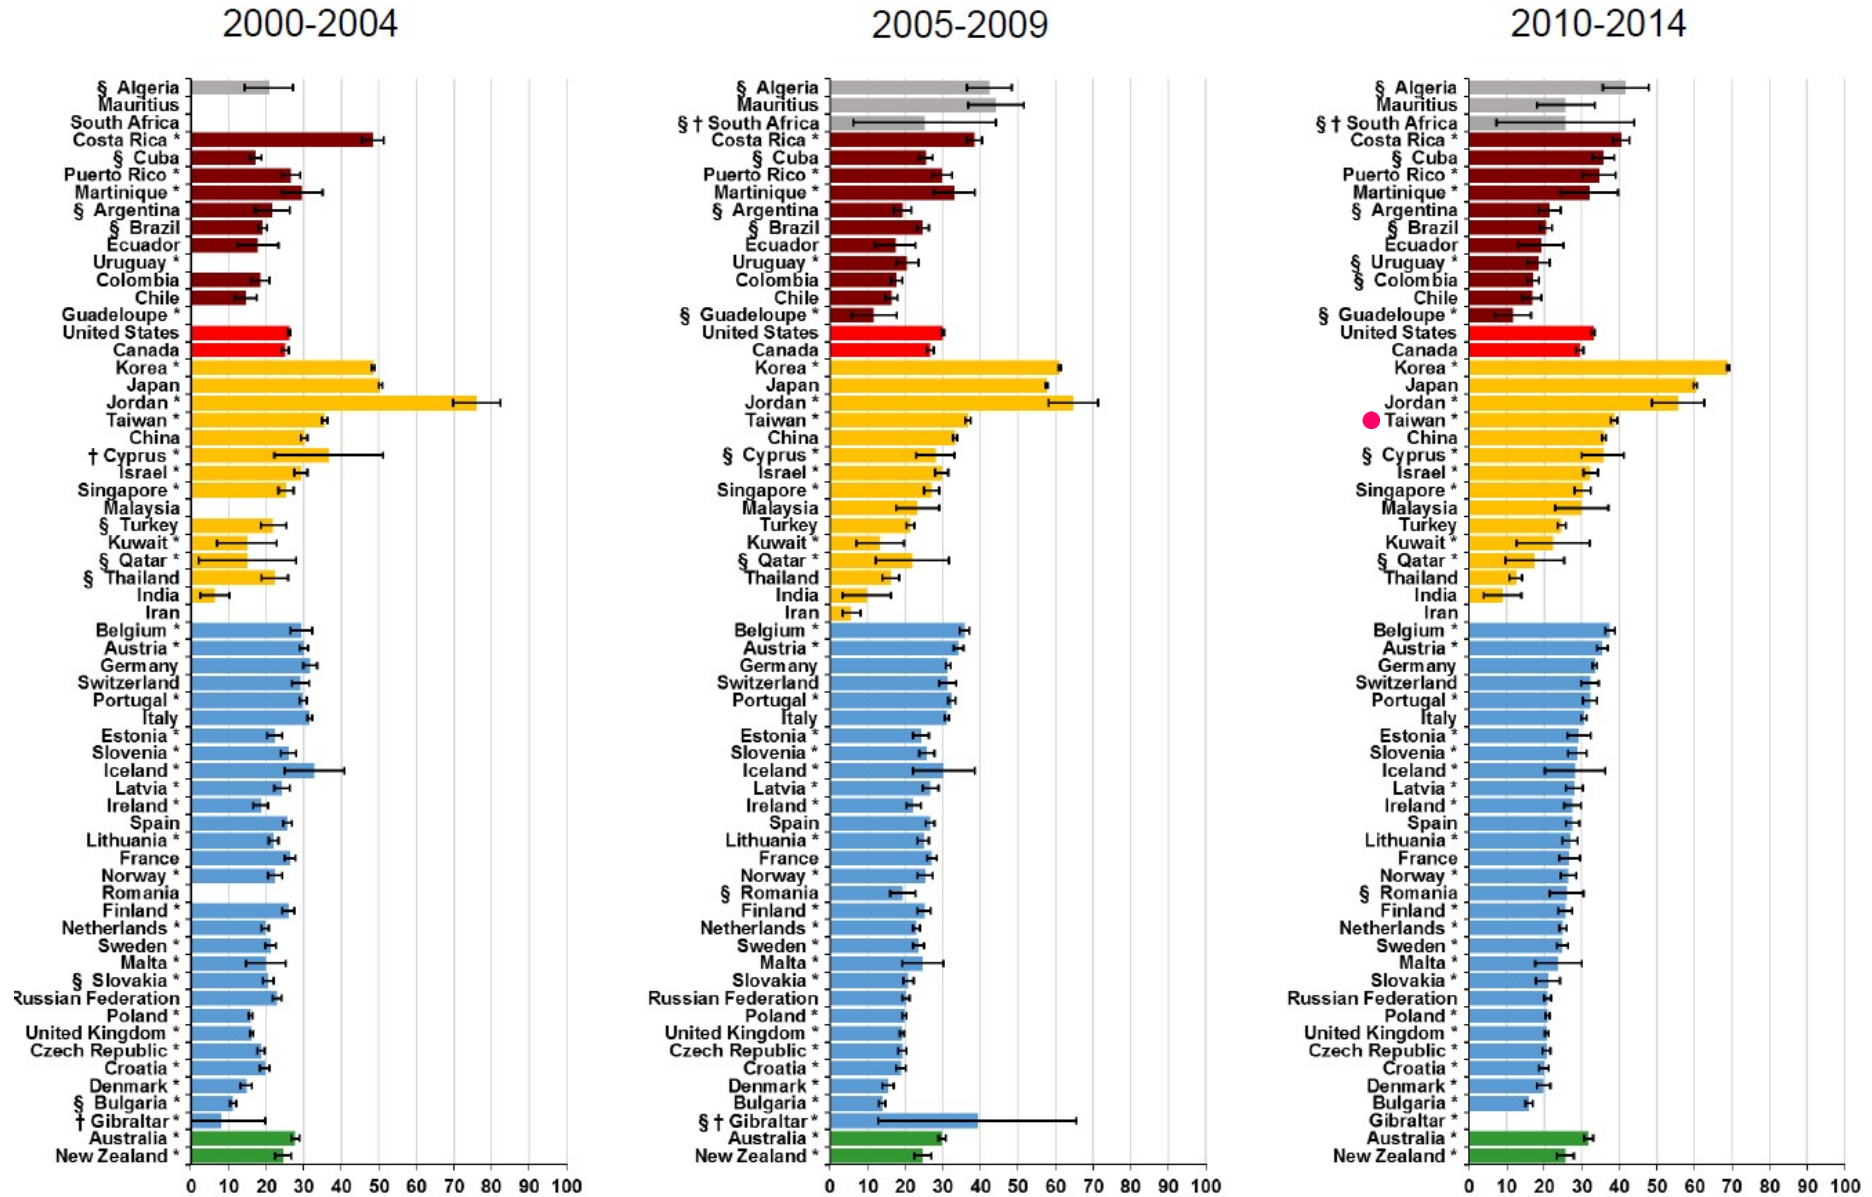 2000-2004
§ Algeria
Mauritius
South Africa
Costa Rica *
§ Cuba
Puerto Rico *
Martinique *
§ Argentina
§ Brazil
Ecuador
Uruguay *
Colombia
Chile
Guadeloupe *
United States
Canada
Korea *
Japan
Jordan *
Taiwan *
China
† Cyprus *
Israel *
Singapore *
Malaysia
§ Turkey
Kuwait *
§ Qatar *
§ Thailand
India
Iran
Belgium *
Austria *
Germany
Switzerland
Portugal *
Italy
Estonia *
Slovenia *
Iceland *
Latvia *
Ireland *
Spain
Lithuania *
France
Norway *
Romania
Finland *
Netherlands *
Sweden *
Malta *
§ Slovakia *
Russian Federation
Poland *
United Kingdom *
Czech Republic *
Croatia *
Denmark *
§ Bulgaria *
† Gibraltar *
Australia *
New Zealand *
0 10 20 30 40 50 60 70 80 90 100
2005-2009
§ Algeria
Mauritius
§ † South Africa
Costa Rica *
§ Cuba
Puerto Rico *
Martinique *
§ Argentina
§ Brazil
Ecuador
Uruguay *
Colombia
Chile
§ Guadeloupe *
United States
Canada
Korea *
Japan
Jordan *
Taiwan *
China
§ Cyprus *
Israel *
Singapore *
Malaysia
Turkey
Kuwait *
§ Qatar *
Thailand
India
Iran
Belgium *
Austria *
Germany
Switzerland
Portugal *
Italy
Estonia *
Slovenia *
Iceland *
Latvia *
Ireland *
Spain
Lithuania *
France
Norway *
§ Romania
Finland *
Netherlands *
Sweden *
Malta *
Slovakia *
Russian Federation
Poland *
United Kingdom *
Czech Republic *
Croatia *
Denmark *
Bulgaria *
§ † Gibraltar *
Australia *
New Zealand *
0 10 20 30 40 50 60 70 80 90 100
2010-2014
§ Algeria
Mauritius
§ † South Africa
Costa Rica *
§ Cuba
Puerto Rico *
Martinique *
§ Argentina
§ Brazil
Ecuador
§ Uruguay *
§ Colombia
Chile
§ Guadeloupe *
United States
Canada
Korea *
Japan
Jordan *
Taiwan *
China
§ Cyprus *
Israel *
Singapore *
Malaysia
Turkey
Kuwait *
§ Qatar *
Thailand
India
Iran
Belgium *
Austria *
Germany
Switzerland
Portugal *
Italy
Estonia *
Slovenia *
Iceland *
Latvia *
Ireland *
Spain
Lithuania *
France
Norway *
§ Romania
Finland *
Netherlands *
Sweden *
Malta *
Slovakia *
Russian Federation
Poland *
United Kingdom *
Czech Republic *
Croatia *
Denmark *
Bulgaria *
Gibraltar *
Australia *
New Zealand *
0 10 20 30 40 50 60 70 80 90 100